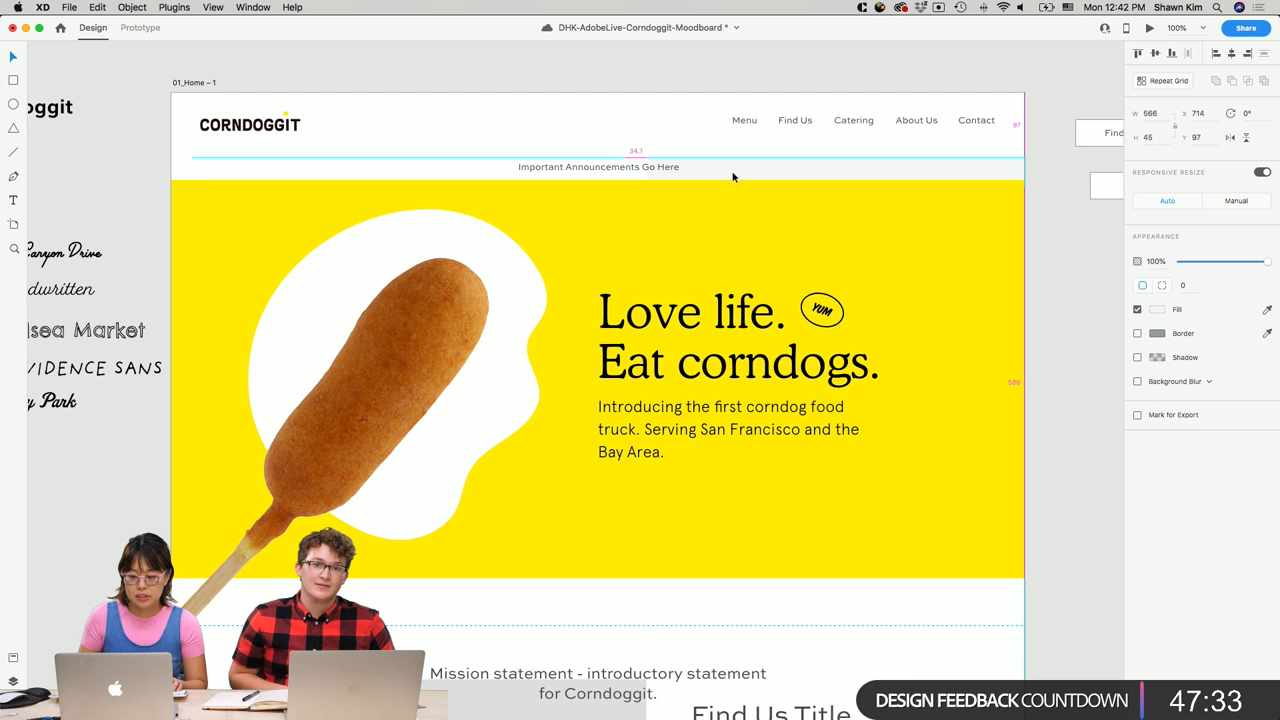 XD File Edit Object Plugins View Window Help
Mon 12:42 PM Shawn Kim
Design Prototype
DHK-AdobeLive-Corndoggit-Moodboard *
100%
Share
01_Home – 1
oggit
CORNDOGGIT
Menu Find Us Catering About Us Contact
97
Find
34.1
Important Announcements Go Here
Canyon Drive
dwritten
lsea Market
VIDENCE SANS
y Park
Love life.
YUM
Eat corndogs.
Introducing the first corndog food
truck. Serving San Francisco and the
Bay Area.
586
Mission statement - introductory statement
for Corndoggit.
Find Us Title
Repeat Grid
W 566 X 714 0°
H 45 Y 97
RESPONSIVE RESIZE
Auto Manual
APPEARANCE
100%
0
Fill
Border
Shadow
Background Blur
Mark for Export
DESIGN FEEDBACK COUNTDOWN 47:33